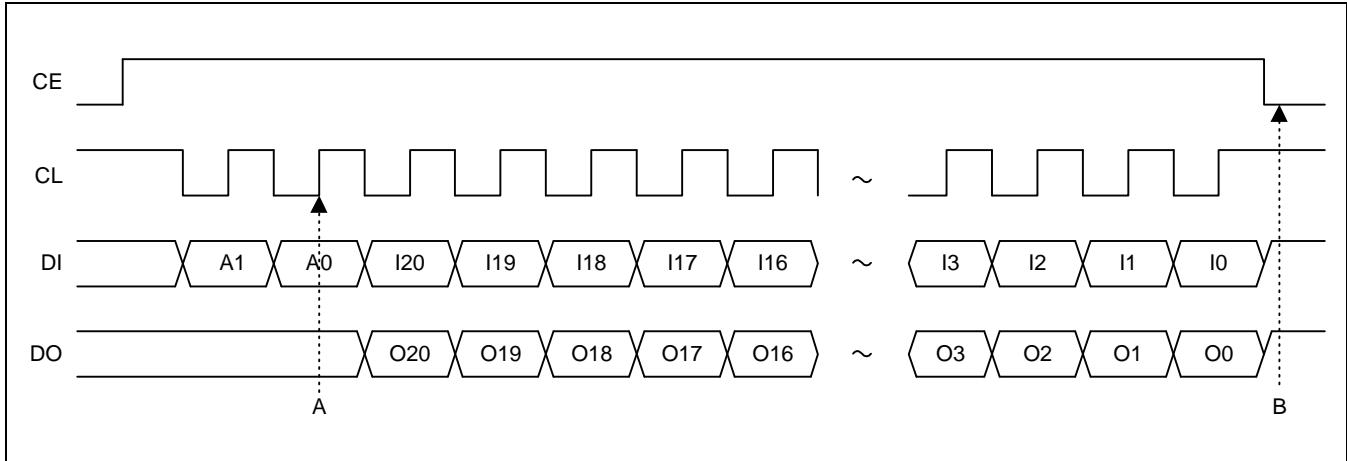 CE
CL ~
DI A1 A0 I20 I19 I18 I17 I16 ~ I3 I2 I1 I0
DO O20 O19 O18 O17 O16 ~ O3 O2 O1 O0
A B